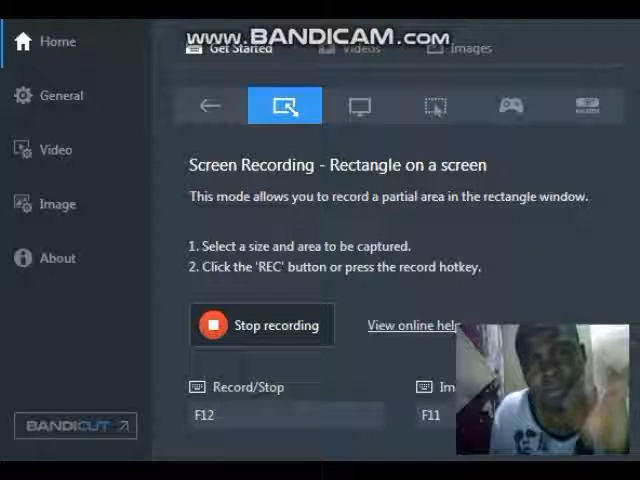 www.BANDICAM.com
Home
Get Started
Videos
Images
General
Video
Screen Recording - Rectangle on a screen
This mode allows you to record a partial area in the rectangle window.
Image
1. Select a size and area to be captured.
About
2. Click the 'REC' button or press the record hotkey.
Stop recording
View online help
Record/Stop
Im
F12
F11
BANDICUT